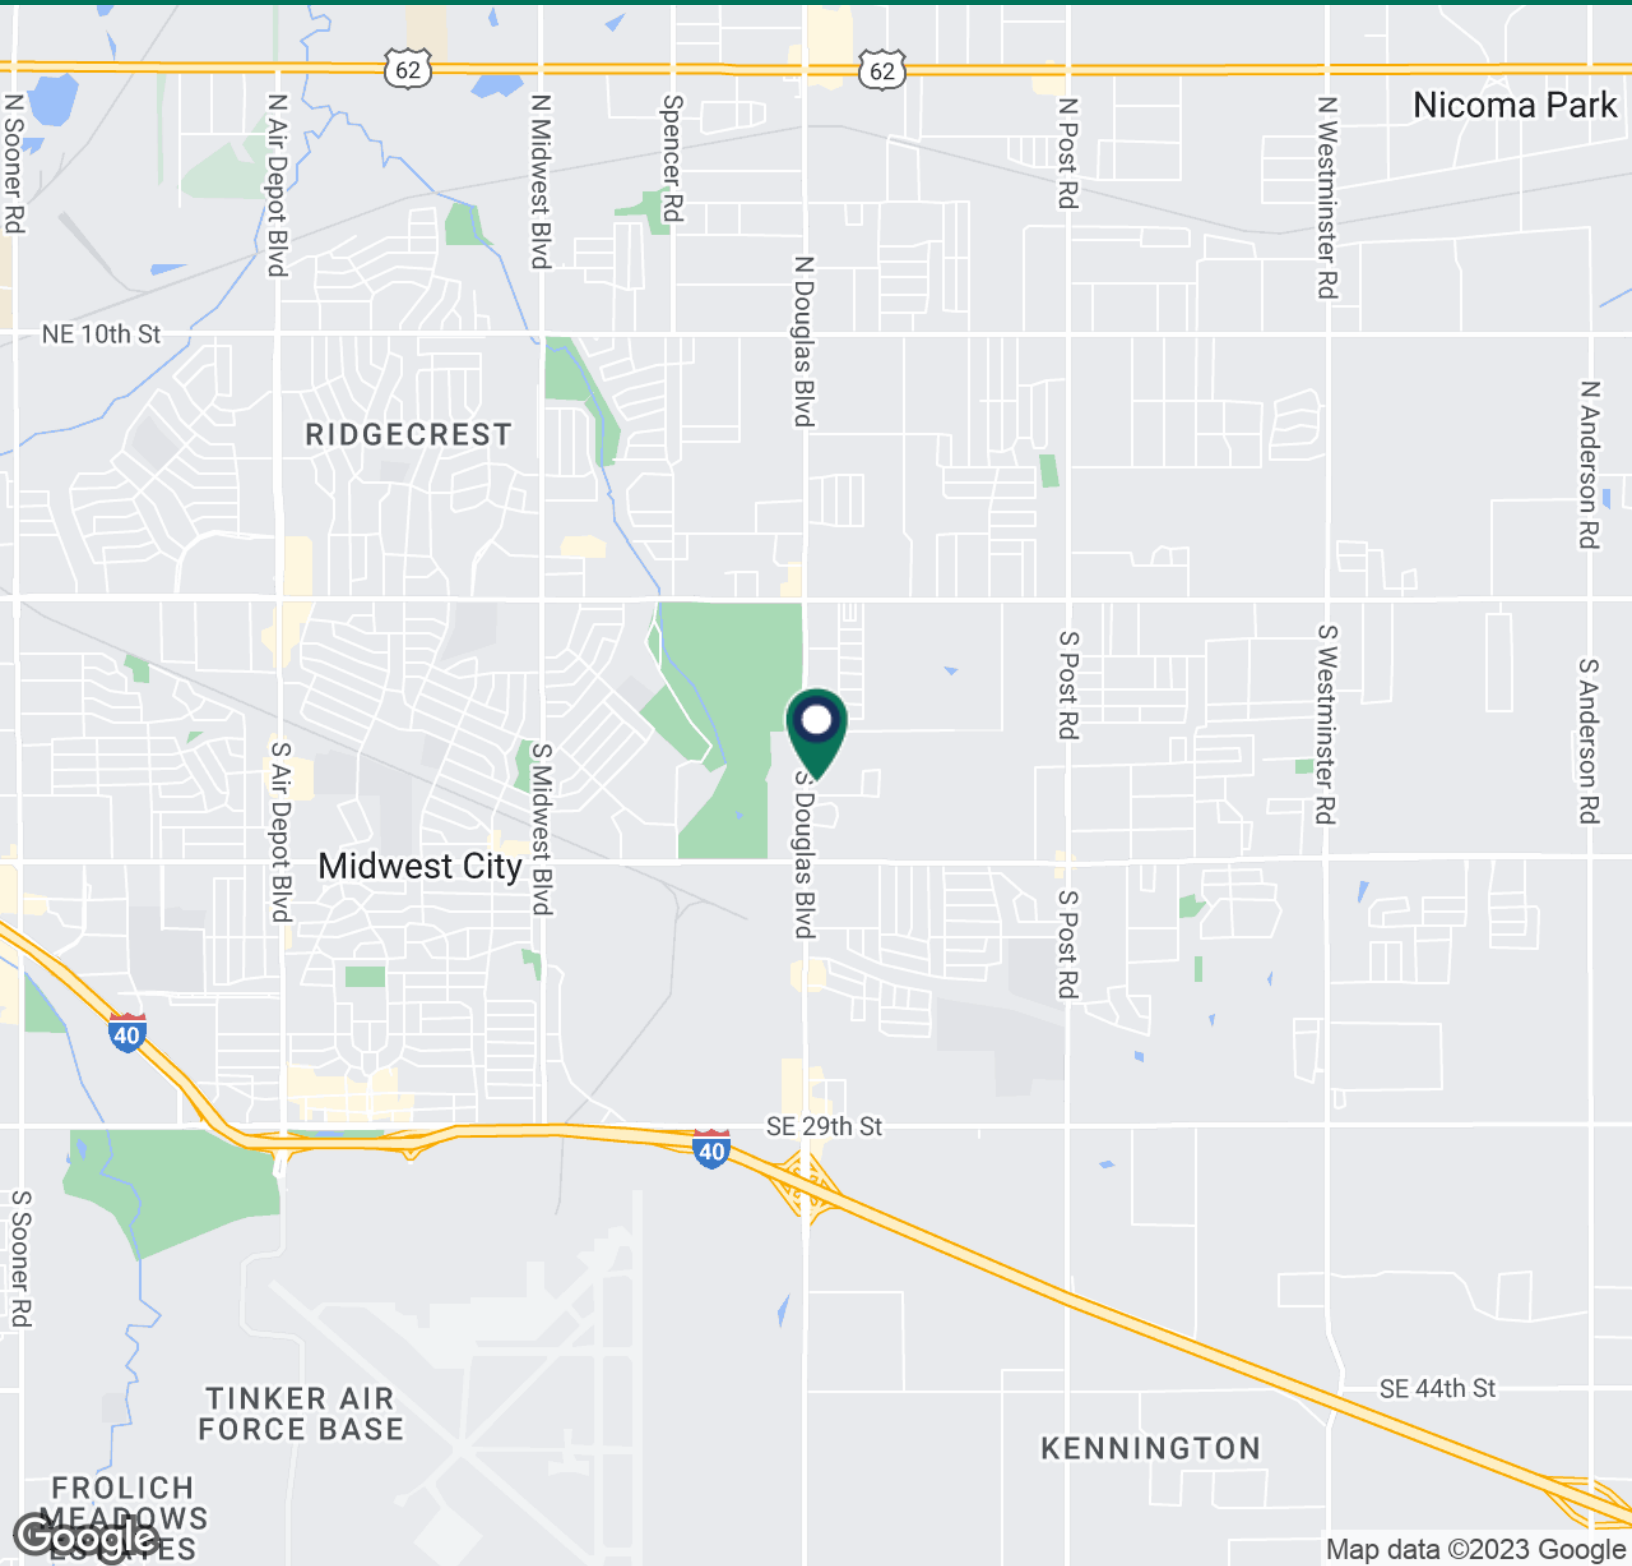 62
62
Nicoma Park
N Sooner Rd
N Air Depot Blvd
N Midwest Blvd
Spencer Rd
N Post Rd
N Westminster Rd
N Douglas Blvd
NE 10th St
RIDGECREST
N Anderson Rd
S Post Rd
S Westminster Rd
S Anderson Rd
S Air Depot Blvd
S Midwest Blvd
S Douglas Blvd
Midwest City
S Post Rd
40
SE 29th St
40
S Sooner Rd
TINKER AIR
FORCE BASE
SE 44th St
KENNINGTON
FROLICH
MEADOWS
ESTATES
Google
Map data ©2023 Google